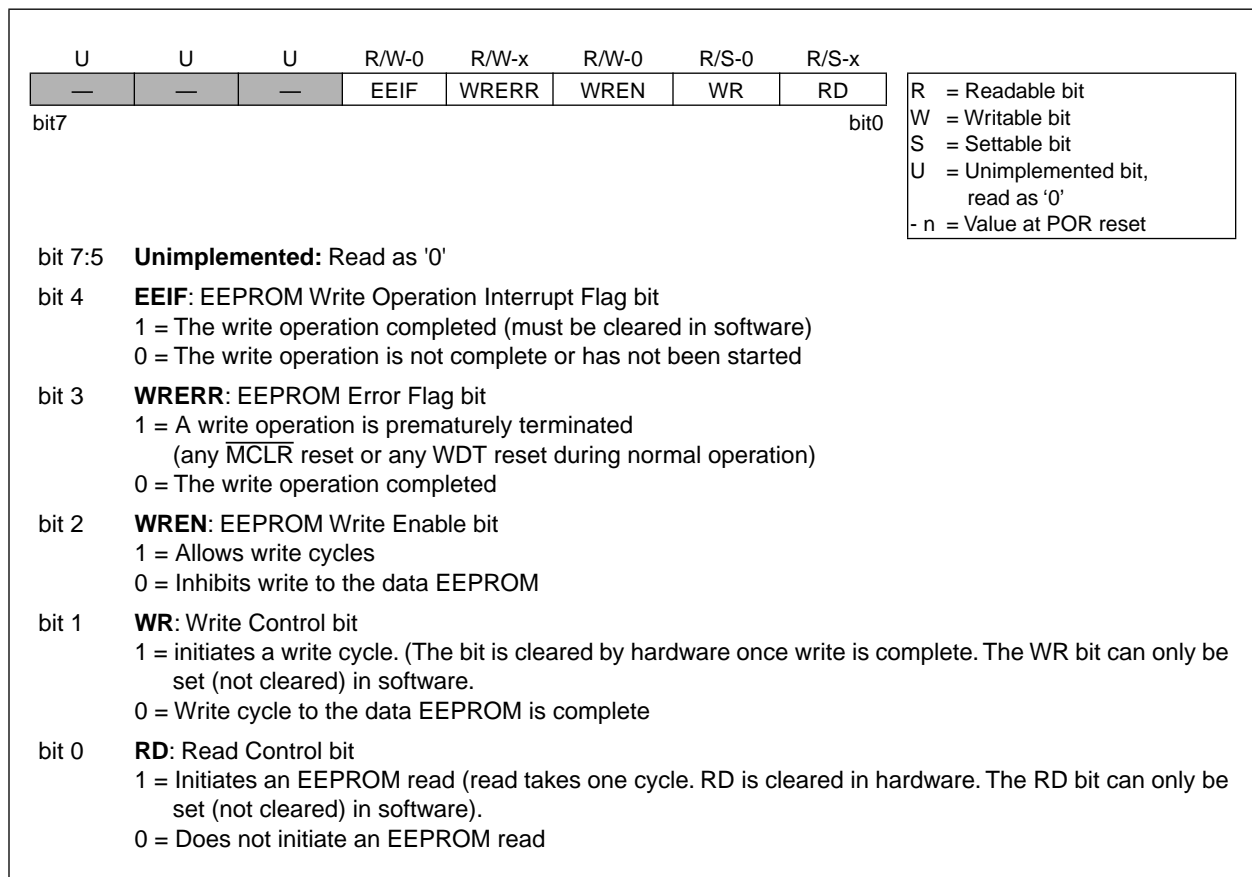 U U U R/W-0 R/W-x R/W-0 R/S-0 R/S-x
— — — EEIF WRERR WREN WR RD
bit7 bit0
R = Readable bit
W = Writable bit
S = Settable bit
U = Unimplemented bit,
read as ‘0’
- n = Value at POR reset
bit 7:5 Unimplemented: Read as '0'
bit 4 EEIF: EEPROM Write Operation Interrupt Flag bit
1 = The write operation completed (must be cleared in software)
0 = The write operation is not complete or has not been started
bit 3 WRERR: EEPROM Error Flag bit
1 = A write operation is prematurely terminated
(any M̅C̅L̅R̅ reset or any WDT reset during normal operation)
0 = The write operation completed
bit 2 WREN: EEPROM Write Enable bit
1 = Allows write cycles
0 = Inhibits write to the data EEPROM
bit 1 WR: Write Control bit
1 = initiates a write cycle. (The bit is cleared by hardware once write is complete. The WR bit can only be
set (not cleared) in software.
0 = Write cycle to the data EEPROM is complete
bit 0 RD: Read Control bit
1 = Initiates an EEPROM read (read takes one cycle. RD is cleared in hardware. The RD bit can only be
set (not cleared) in software).
0 = Does not initiate an EEPROM read